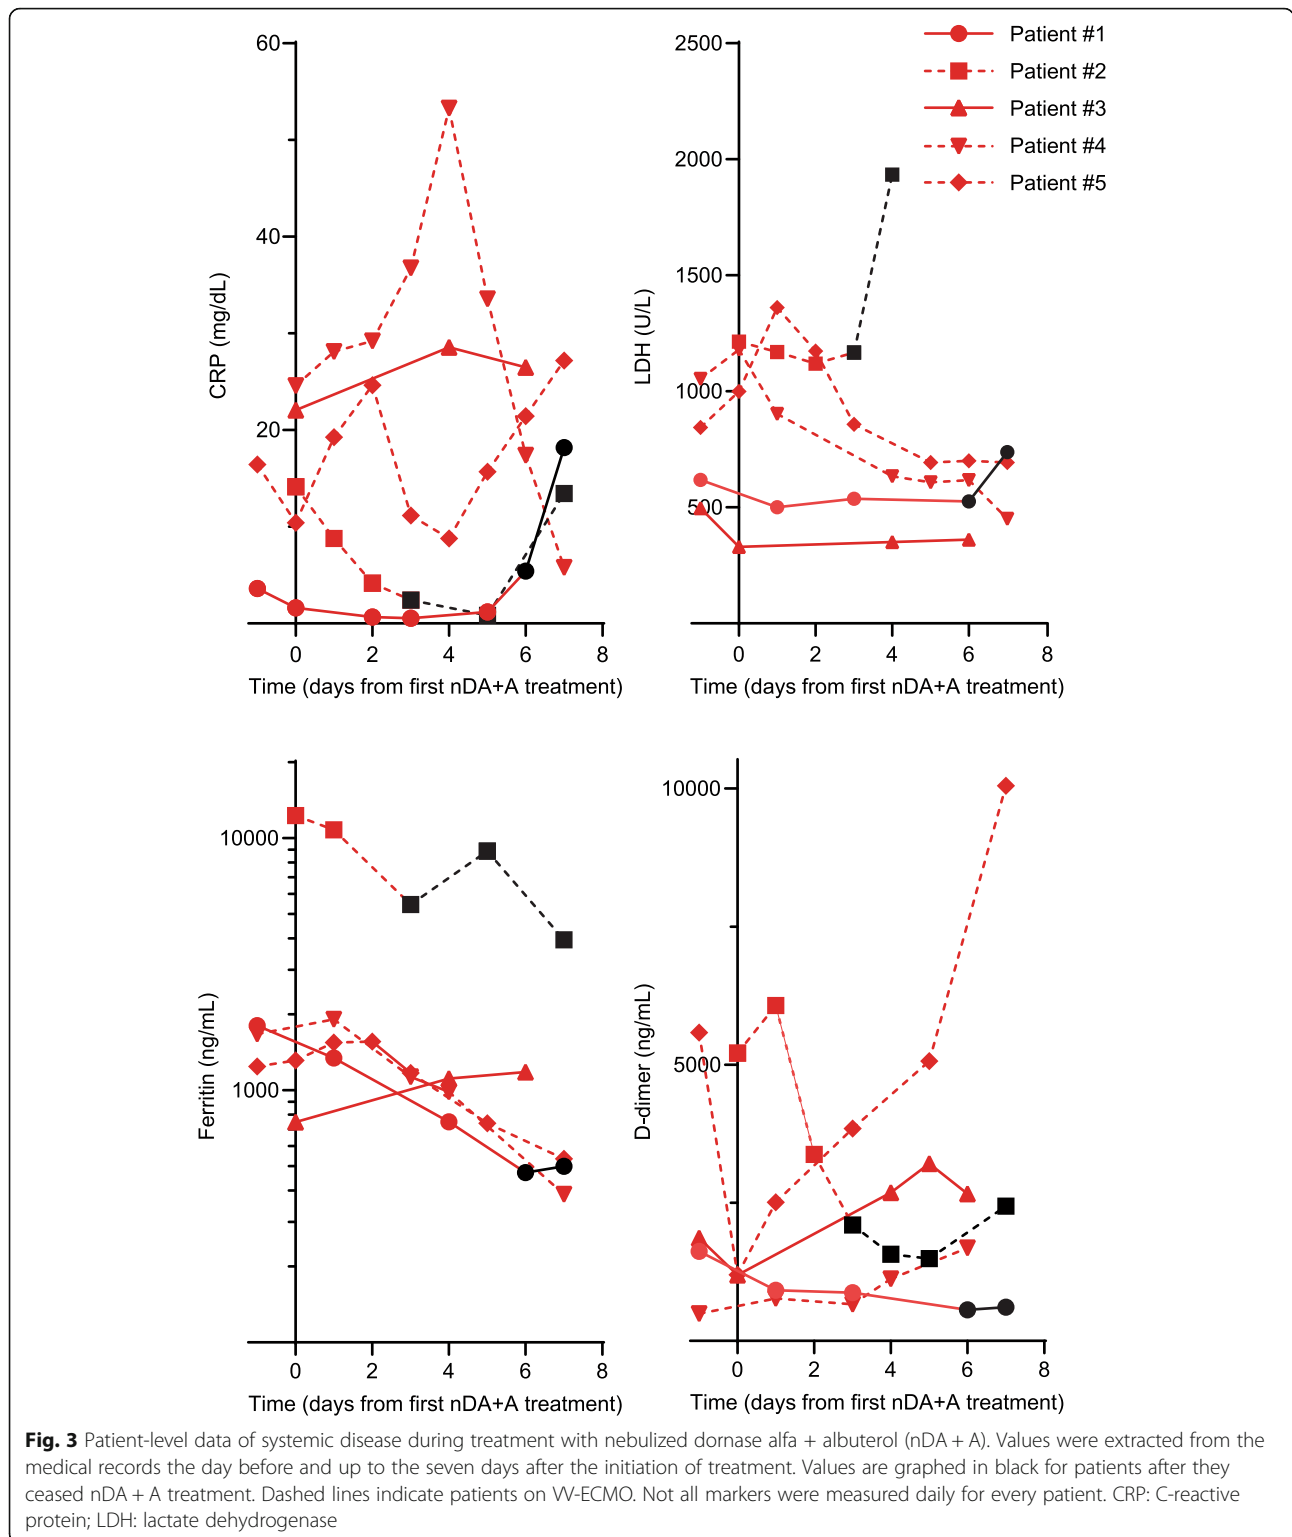 60
40
20
CRP (mg/dL)
0 2 4 6 8
Time (days from first nDA+A treatment)
2500
2000
1500
1000
500
LDH (U/L)
0 2 4 6 8
Time (days from first nDA+A treatment)
Patient #1
Patient #2
Patient #3
Patient #4
Patient #5
10000
1000
Ferritin (ng/mL)
0 2 4 6 8
Time (days from first nDA+A treatment)
10000
5000
D-dimer (ng/mL)
0 2 4 6 8
Time (days from first nDA+A treatment)
Fig. 3 Patient-level data of systemic disease during treatment with nebulized dornase alfa + albuterol (nDA + A). Values were extracted from the
medical records the day before and up to the seven days after the initiation of treatment. Values are graphed in black for patients after they
ceased nDA + A treatment. Dashed lines indicate patients on VV-ECMO. Not all markers were measured daily for every patient. CRP: C-reactive
protein; LDH: lactate dehydrogenase